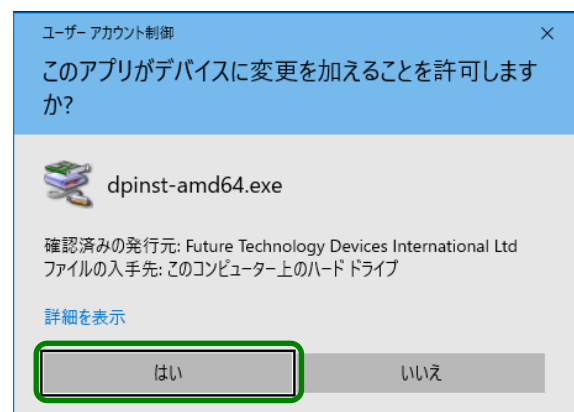 ユーザー アカウント制御
このアプリがデバイスに変更を加えることを許可します
か?
dpinst-amd64.exe
確認済みの発行元: Future Technology Devices International Ltd
ファイルの入手先: このコンピューター上のハード ドライブ
詳細を表示
はい
いいえ